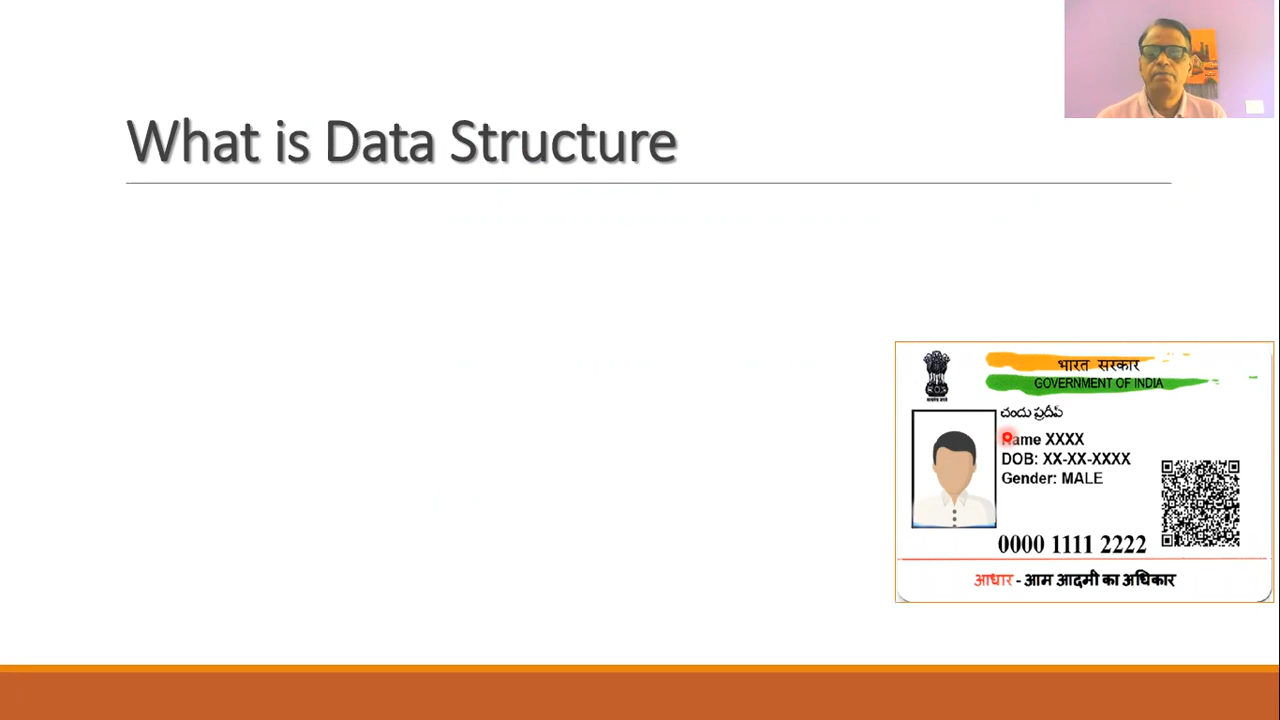 What is Data Structure
भारत सरकार
GOVERNMENT OF INDIA
చందు ప్రదీప్
Name XXXX
DOB: XX-XX-XXXX
Gender: MALE
0000 1111 2222
आधार - आम आदमी का अधिकार